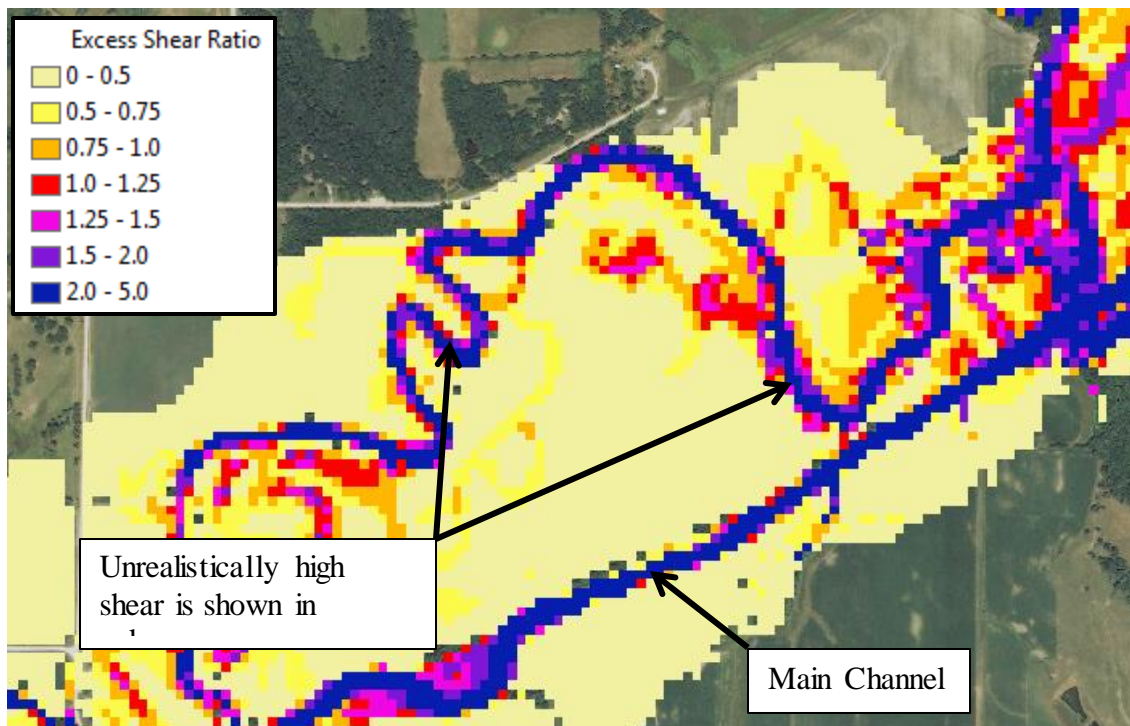 Excess Shear Ratio
0 - 0.5
0.5 - 0.75
0.75 - 1.0
1.0 - 1.25
1.25 - 1.5
1.5 - 2.0
2.0 - 5.0
Unrealistically high
shear is shown in
Main Channel